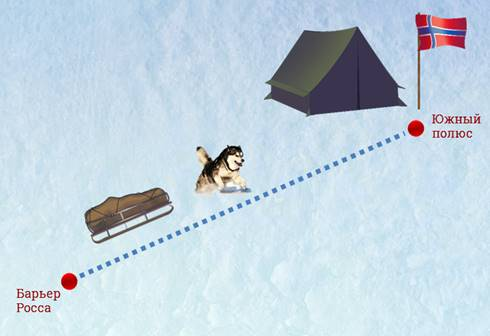 Южный
полюс
Барьер
Росса